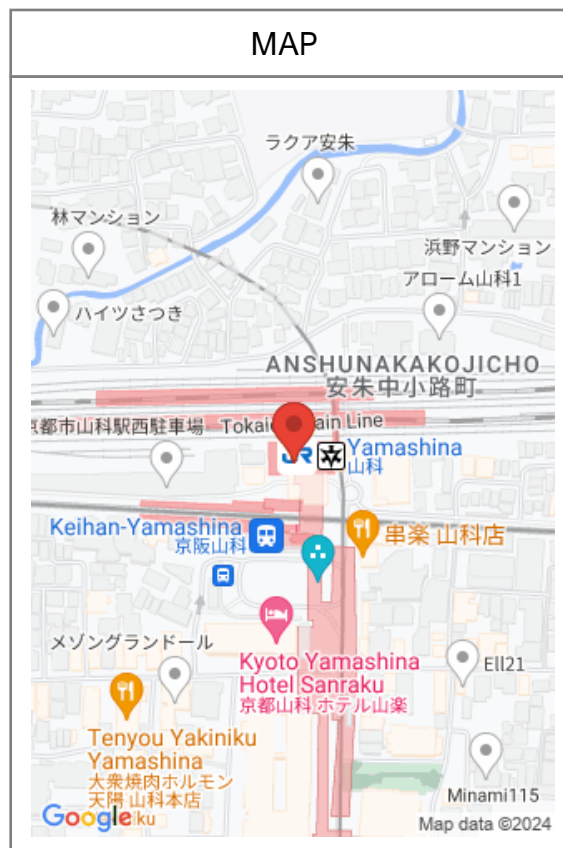 MAP
ラクア安朱
林マンション
浜野マンション
アローム山科1
ハイツさつき
ANSHUNAKAKOJICHO
安朱中小路町
京都市山科駅西駐車場
Tokaido Main Line
JR
Yamashina
山科
Keihan-Yamashina
京阪山科
串楽 山科店
メゾングランドール
Kyoto Yamashina
Hotel Sanraku
京都山科 ホテル山楽
Ell21
Tenyou Yakiniku
Yamashina
大衆焼肉ホルモン
天陽 山科本店
Minami115
Google
iku
Map data ©2024